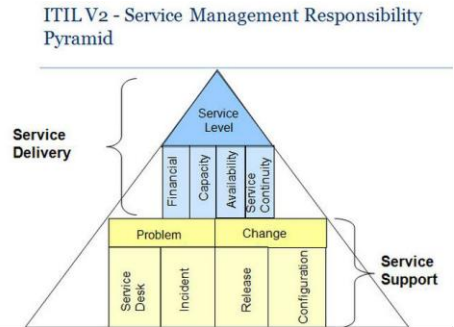 ITIL V2 - Service Management Responsibility
Pyramid
Service
Level
Service
Delivery
Financial
Capacity
Availability
Service
Continuity
Problem
Change
Service
Desk
Incident
Release
Configuration
Service
Support